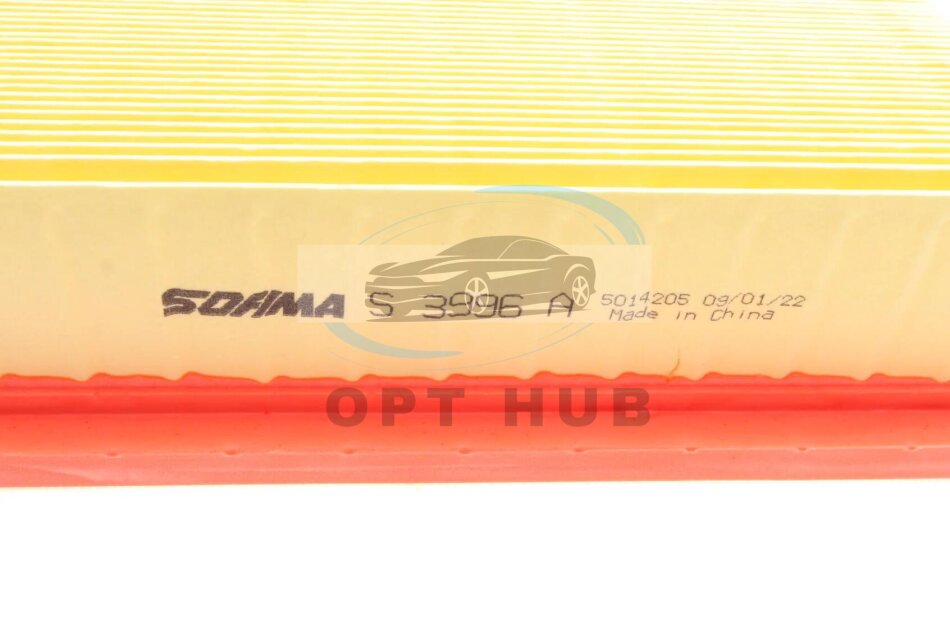 SOFIMA S 3996 A 5014205 09/01/22
Made in China
OPT HUB